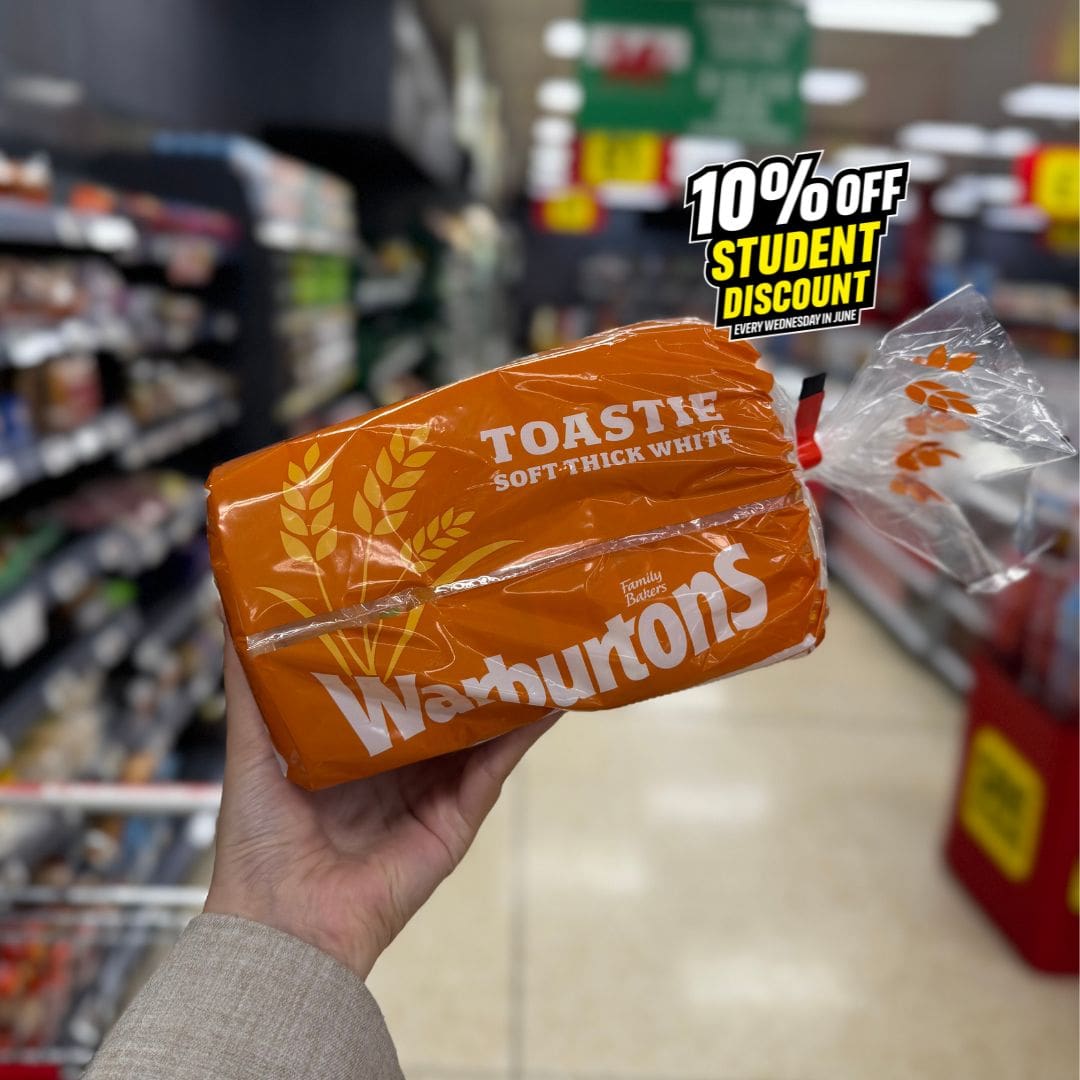 10% OFF
STUDENT
DISCOUNT
EVERY WEDNESDAY IN JUNE
TOASTIE
SOFT·THICK WHITE
Family
Bakers
Warburtons